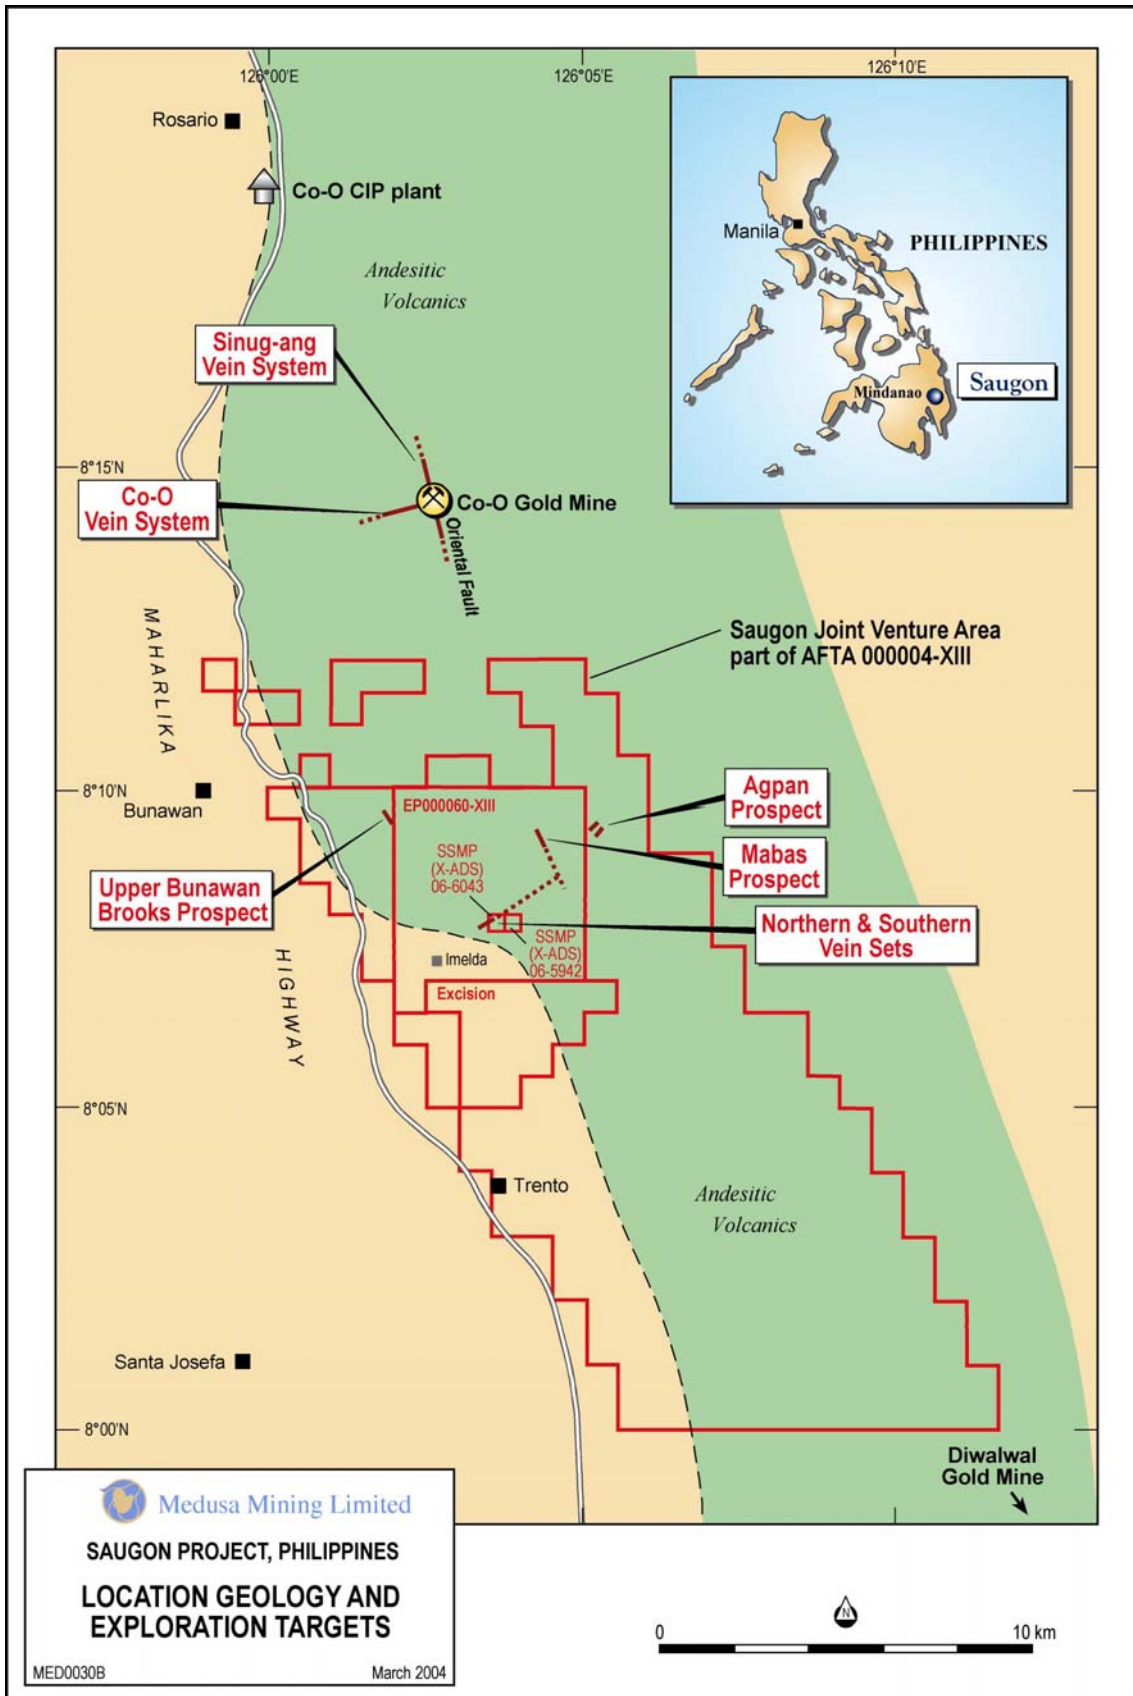 126°00'E
126°05'E
126°10'E
Rosario
Co-O CIP plant
Andesitic
Volcanics
Manila
PHILIPPINES
Mindanao
Saugon
Sinug-ang
Vein System
8°15'N
Co-O
Vein System
Co-O Gold Mine
Oriental Fault
MAHARLIKA
HIGHWAY
Saugon Joint Venture Area
part of AFTA 000004-XIII
8°10'N
Bunawan
EP000060-XIII
Agpan
Prospect
SSMP
(X-ADS)
06-6043
Mabas
Prospect
Upper Bunawan
Brooks Prospect
Northern & Southern
Vein Sets
SSMP
(X-ADS)
06-5942
Imelda
Excision
8°05'N
Trento
Andesitic
Volcanics
Santa Josefa
8°00'N
Diwalwal
Gold Mine
Medusa Mining Limited
SAUGON PROJECT, PHILIPPINES
LOCATION GEOLOGY AND
EXPLORATION TARGETS
MED0030B
March 2004
N
0
10 km